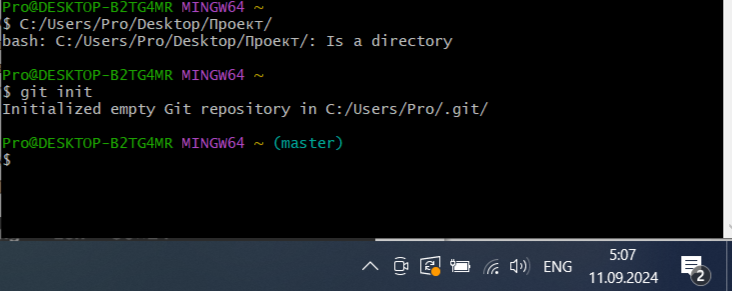 Pro@DESKTOP-B2TG4MR MINGW64 ~
$ C:/Users/Pro/Desktop/Проект/
bash: C:/Users/Pro/Desktop/Проект/: Is a directory
Pro@DESKTOP-B2TG4MR MINGW64 ~
$ git init
Initialized empty Git repository in C:/Users/Pro/.git/
Pro@DESKTOP-B2TG4MR MINGW64 ~ (master)
$
ENG
5:07
11.09.2024
2